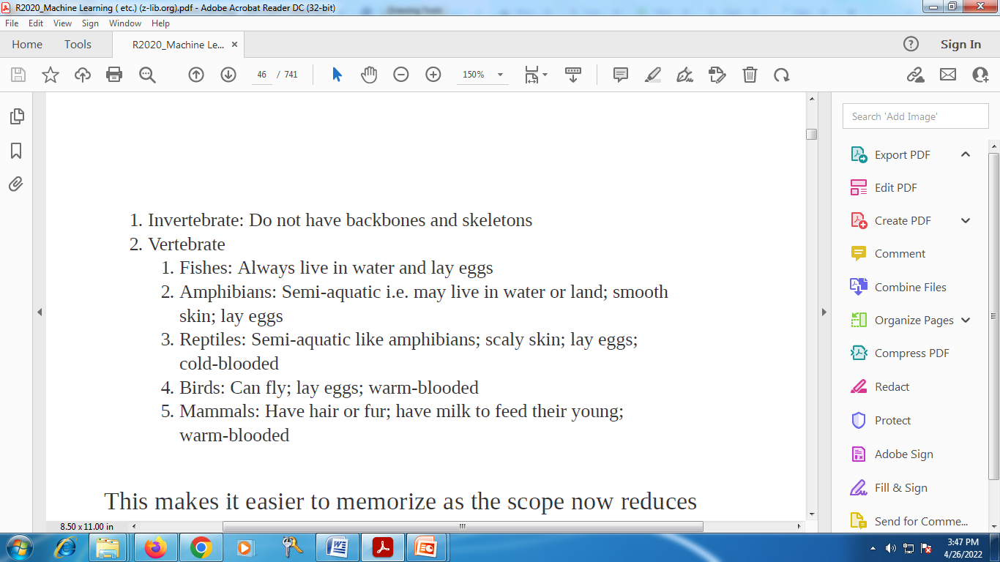 R2020_Machine Learning ( etc.) (z-lib.org).pdf - Adobe Acrobat Reader DC (32-bit)
File Edit View Sign Window Help
Home Tools R2020_Machine Le... × Sign In
46 / 741 150%
Search 'Add Image'
Export PDF
Edit PDF
Create PDF
Comment
Combine Files
Organize Pages
Compress PDF
Redact
Protect
Adobe Sign
Fill & Sign
Send for Comme...
1. Invertebrate: Do not have backbones and skeletons
2. Vertebrate
1. Fishes: Always live in water and lay eggs
2. Amphibians: Semi-aquatic i.e. may live in water or land; smooth
skin; lay eggs
3. Reptiles: Semi-aquatic like amphibians; scaly skin; lay eggs;
cold-blooded
4. Birds: Can fly; lay eggs; warm-blooded
5. Mammals: Have hair or fur; have milk to feed their young;
warm-blooded
This makes it easier to memorize as the scope now reduces
8.50 x 11.00 in
3:47 PM
4/26/2022